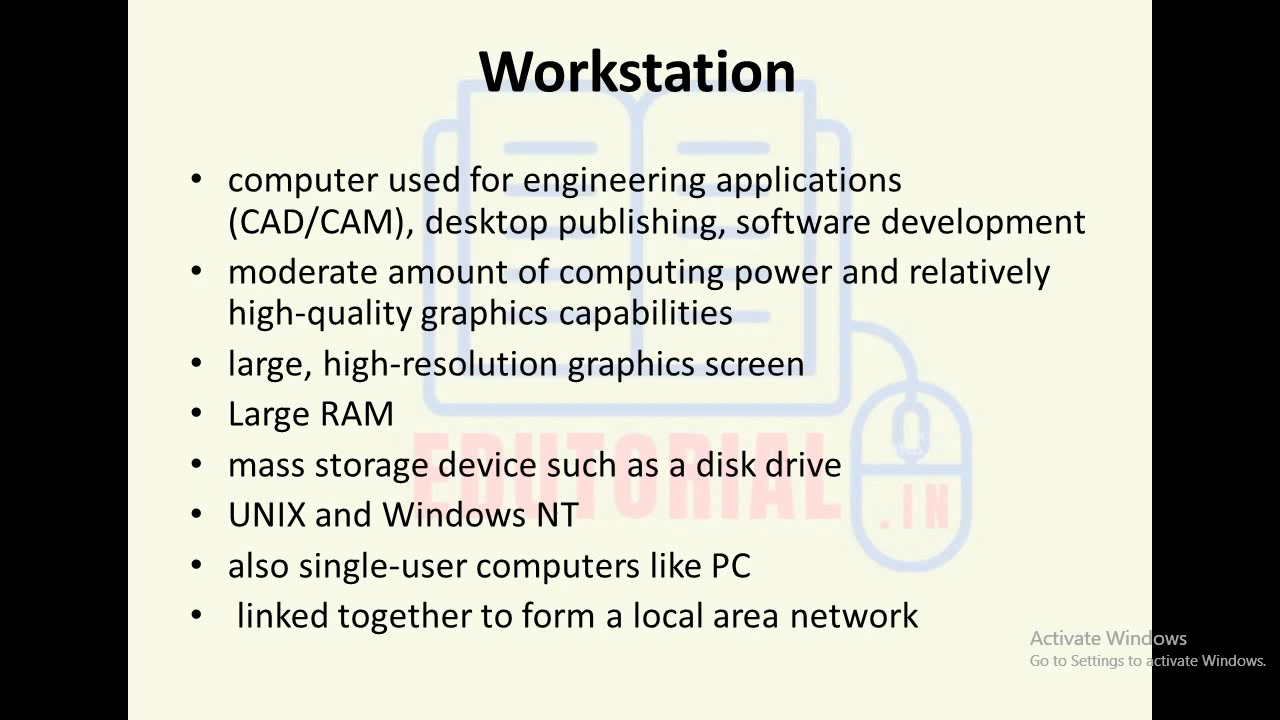 Workstation
• computer used for engineering applications
(CAD/CAM), desktop publishing, software development
• moderate amount of computing power and relatively
high-quality graphics capabilities
• large, high-resolution graphics screen
• Large RAM
• mass storage device such as a disk drive
• UNIX and Windows NT
• also single-user computers like PC
• linked together to form a local area network
EDUTORIAL
.IN
Activate Windows
Go to Settings to activate Windows.